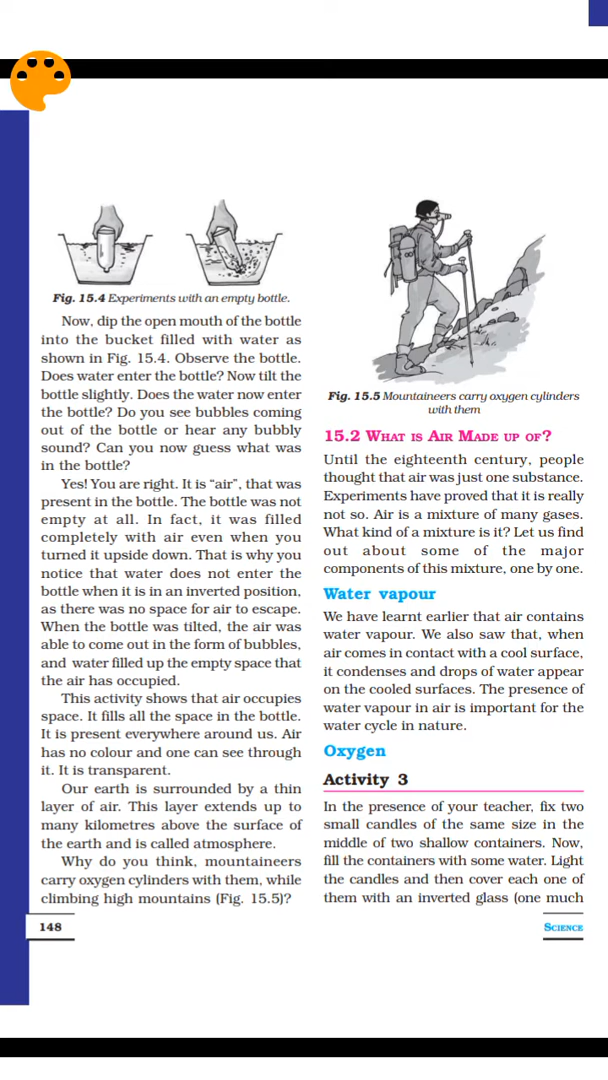 Fig. 15.4 Experiments with an empty bottle.
Now, dip the open mouth of the bottle
into the bucket filled with water as
shown in Fig. 15.4. Observe the bottle.
Does water enter the bottle? Now tilt the
bottle slightly. Does the water now enter
the bottle? Do you see bubbles coming
out of the bottle or hear any bubbly
sound? Can you now guess what was
in the bottle?
Yes! You are right. It is “air”, that was
present in the bottle. The bottle was not
empty at all. In fact, it was filled
completely with air even when you
turned it upside down. That is why you
notice that water does not enter the
bottle when it is in an inverted position,
as there was no space for air to escape.
When the bottle was tilted, the air was
able to come out in the form of bubbles,
and water filled up the empty space that
the air has occupied.
This activity shows that air occupies
space. It fills all the space in the bottle.
It is present everywhere around us. Air
has no colour and one can see through
it. It is transparent.
Our earth is surrounded by a thin
layer of air. This layer extends up to
many kilometres above the surface of
the earth and is called atmosphere.
Why do you think, mountaineers
carry oxygen cylinders with them, while
climbing high mountains (Fig. 15.5)?
Fig. 15.5 Mountaineers carry oxygen cylinders
with them
15.2 WHAT IS AIR MADE UP OF?
Until the eighteenth century, people
thought that air was just one substance.
Experiments have proved that it is really
not so. Air is a mixture of many gases.
What kind of a mixture is it? Let us find
out about some of the major
components of this mixture, one by one.
Water vapour
We have learnt earlier that air contains
water vapour. We also saw that, when
air comes in contact with a cool surface,
it condenses and drops of water appear
on the cooled surfaces. The presence of
water vapour in air is important for the
water cycle in nature.
Oxygen
Activity 3
In the presence of your teacher, fix two
small candles of the same size in the
middle of two shallow containers. Now,
fill the containers with some water. Light
the candles and then cover each one of
them with an inverted glass (one much
148
SCIENCE